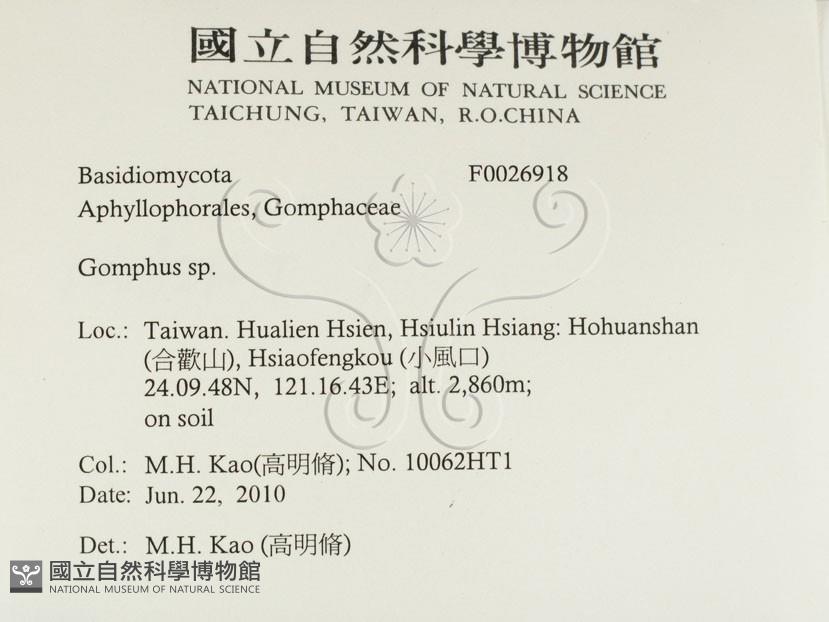 國立自然科學博物館
NATIONAL MUSEUM OF NATURAL SCIENCE
TAICHUNG, TAIWAN, R.O.CHINA
Basidiomycota F0026918
Aphyllophorales, Gomphaceae
Gomphus sp.
Loc.: Taiwan. Hualien Hsien, Hsiulin Hsiang: Hohuanshan
(合歡山), Hsiaofengkou (小風口)
24.09.48N, 121.16.43E; alt. 2,860m;
on soil
Col.: M.H. Kao(高明脩); No. 10062HT1
Date: Jun. 22, 2010
Det.: M.H. Kao (高明脩)
國立自然科學博物館
NATIONAL MUSEUM OF NATURAL SCIENCE